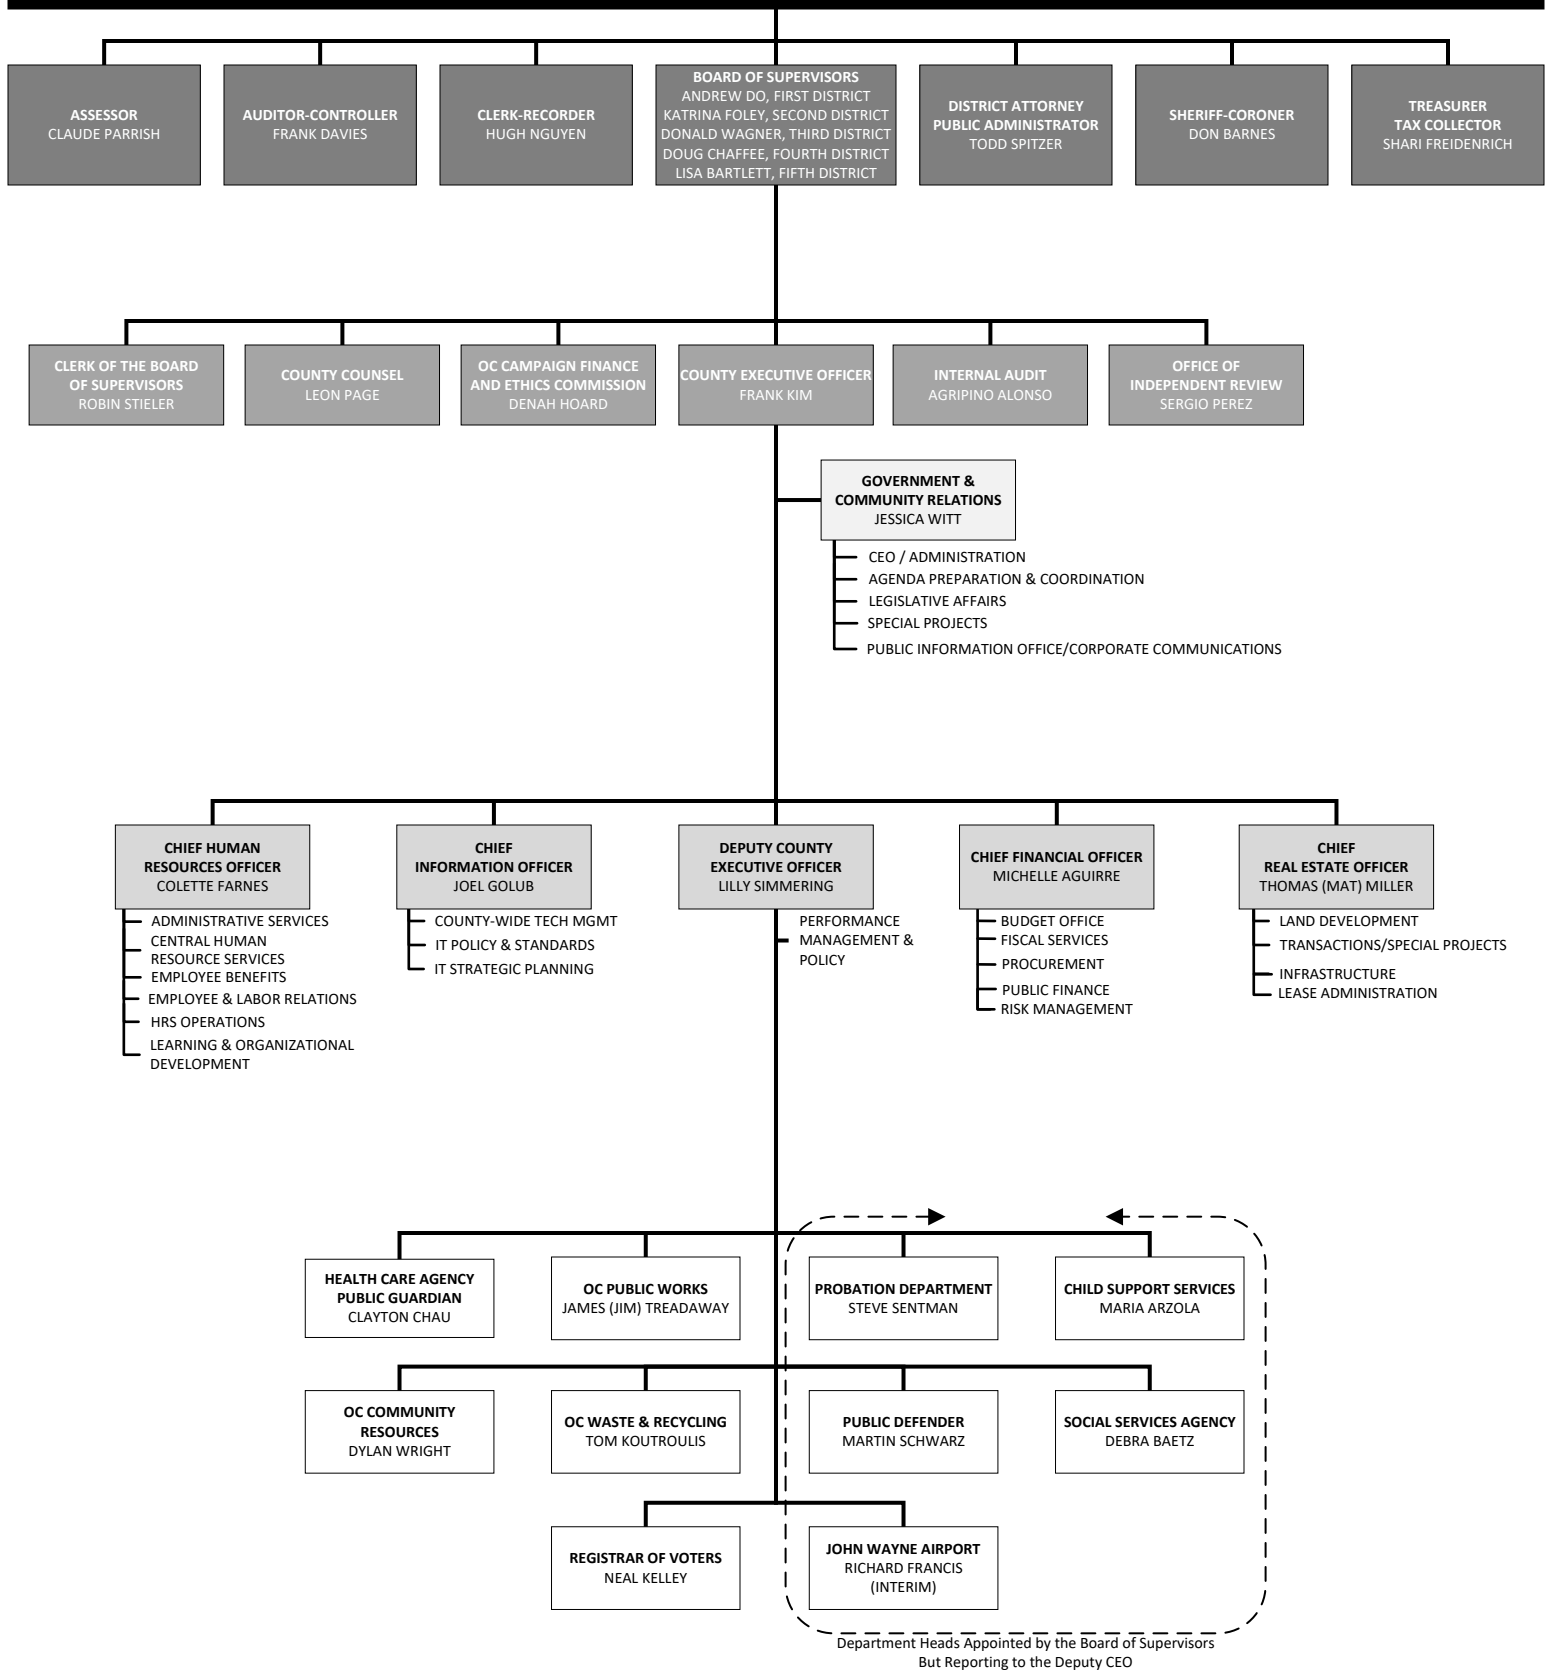 ASSESSOR
CLAUDE PARRISH
AUDITOR-CONTROLLER
FRANK DAVIES
CLERK-RECORDER
HUGH NGUYEN
BOARD OF SUPERVISORS
ANDREW DO, FIRST DISTRICT
KATRINA FOLEY, SECOND DISTRICT
DONALD WAGNER, THIRD DISTRICT
DOUG CHAFFEE, FOURTH DISTRICT
LISA BARTLETT, FIFTH DISTRICT
DISTRICT ATTORNEY
PUBLIC ADMINISTRATOR
TODD SPITZER
SHERIFF-CORONER
DON BARNES
TREASURER
TAX COLLECTOR
SHARI FREIDENRICH
CLERK OF THE BOARD
OF SUPERVISORS
ROBIN STIELER
COUNTY COUNSEL
LEON PAGE
OC CAMPAIGN FINANCE
AND ETHICS COMMISSION
DENAH HOARD
COUNTY EXECUTIVE OFFICER
FRANK KIM
INTERNAL AUDIT
AGRIPINO ALONSO
OFFICE OF
INDEPENDENT REVIEW
SERGIO PEREZ
GOVERNMENT &
COMMUNITY RELATIONS
JESSICA WITT
CEO / ADMINISTRATION
AGENDA PREPARATION & COORDINATION
LEGISLATIVE AFFAIRS
SPECIAL PROJECTS
PUBLIC INFORMATION OFFICE/CORPORATE COMMUNICATIONS
CHIEF HUMAN
RESOURCES OFFICER
COLETTE FARNES
ADMINISTRATIVE SERVICES
CENTRAL HUMAN
RESOURCE SERVICES
EMPLOYEE BENEFITS
EMPLOYEE & LABOR RELATIONS
HRS OPERATIONS
LEARNING & ORGANIZATIONAL
DEVELOPMENT
CHIEF
INFORMATION OFFICER
JOEL GOLUB
COUNTY-WIDE TECH MGMT
IT POLICY & STANDARDS
IT STRATEGIC PLANNING
DEPUTY COUNTY
EXECUTIVE OFFICER
LILLY SIMMERING
PERFORMANCE
MANAGEMENT &
POLICY
CHIEF FINANCIAL OFFICER
MICHELLE AGUIRRE
BUDGET OFFICE
FISCAL SERVICES
PROCUREMENT
PUBLIC FINANCE
RISK MANAGEMENT
CHIEF
REAL ESTATE OFFICER
THOMAS (MAT) MILLER
LAND DEVELOPMENT
TRANSACTIONS/SPECIAL PROJECTS
INFRASTRUCTURE
LEASE ADMINISTRATION
HEALTH CARE AGENCY
PUBLIC GUARDIAN
CLAYTON CHAU
OC PUBLIC WORKS
JAMES (JIM) TREADAWAY
PROBATION DEPARTMENT
STEVE SENTMAN
CHILD SUPPORT SERVICES
MARIA ARZOLA
OC COMMUNITY
RESOURCES
DYLAN WRIGHT
OC WASTE & RECYCLING
TOM KOUTROULIS
PUBLIC DEFENDER
MARTIN SCHWARZ
SOCIAL SERVICES AGENCY
DEBRA BAETZ
REGISTRAR OF VOTERS
NEAL KELLEY
JOHN WAYNE AIRPORT
RICHARD FRANCIS
(INTERIM)
Department Heads Appointed by the Board of Supervisors
But Reporting to the Deputy CEO